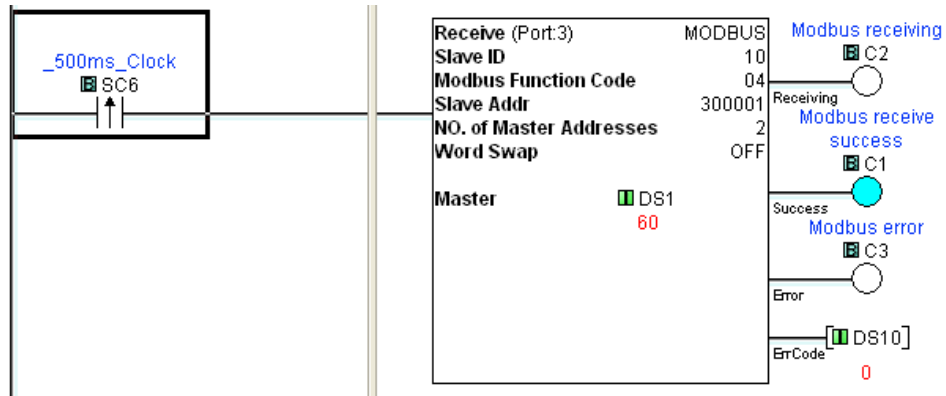 _500ms_Clock
SC6
Receive (Port:3) MODBUS
Slave ID 10
Modbus Function Code 04
Slave Addr 300001
NO. of Master Addresses 2
Word Swap OFF
Master DS1
60
Modbus receiving
C2
Receiving
Modbus receive
success
C1
Success
Modbus error
C3
Error
[DS10]
ErrCode
0